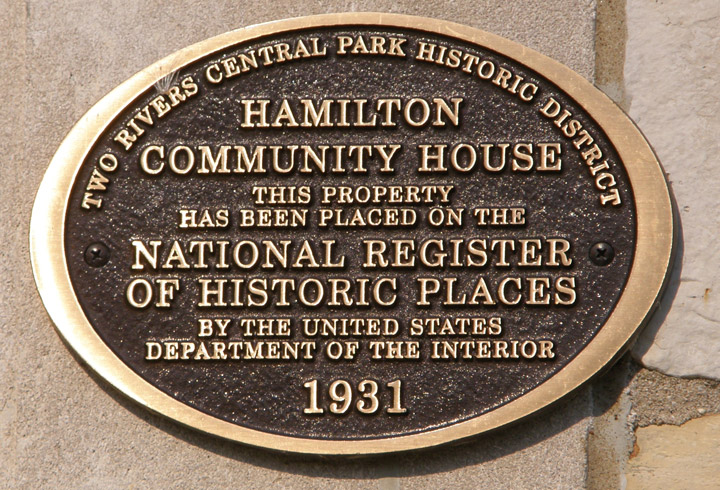 TWO RIVERS CENTRAL PARK HISTORIC DISTRICT
HAMILTON
COMMUNITY HOUSE
THIS PROPERTY
HAS BEEN PLACED ON THE
NATIONAL REGISTER
OF HISTORIC PLACES
BY THE UNITED STATES
DEPARTMENT OF THE INTERIOR
1931